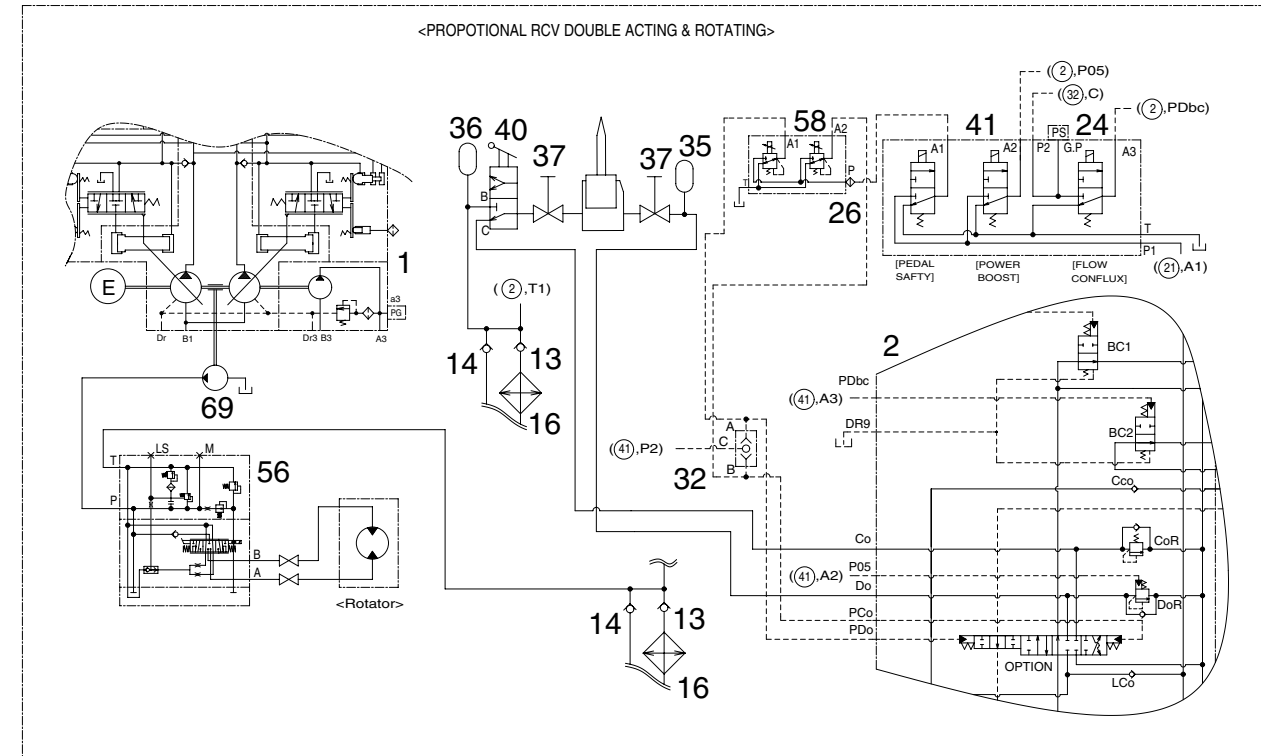 <PROPOTIONAL RCV DOUBLE ACTING & ROTATING>
E
1
a3
PG
Dr
B1
Dr3
B3
A3
69
36
40
37
37
35
B
C
(2,T1)
14
13
16
58
A1
A2
T
P
26
41
24
(2,P05)
(32,C)
(2,PDbc)
PS
A1
A2
P2
G.P
A3
T
P1
(21,A1)
[PEDAL
SAFTY]
[POWER
BOOST]
[FLOW
CONFLUX]
56
LS
M
T
P
B
A
<Rotator>
14
13
16
A
C
B
(41,P2)
32
2
PDbc
(41,A3)
DR9
BC1
BC2
Cco
Co
CoR
P05
(41,A2)
Do
DoR
PCo
PDo
OPTION
LCo